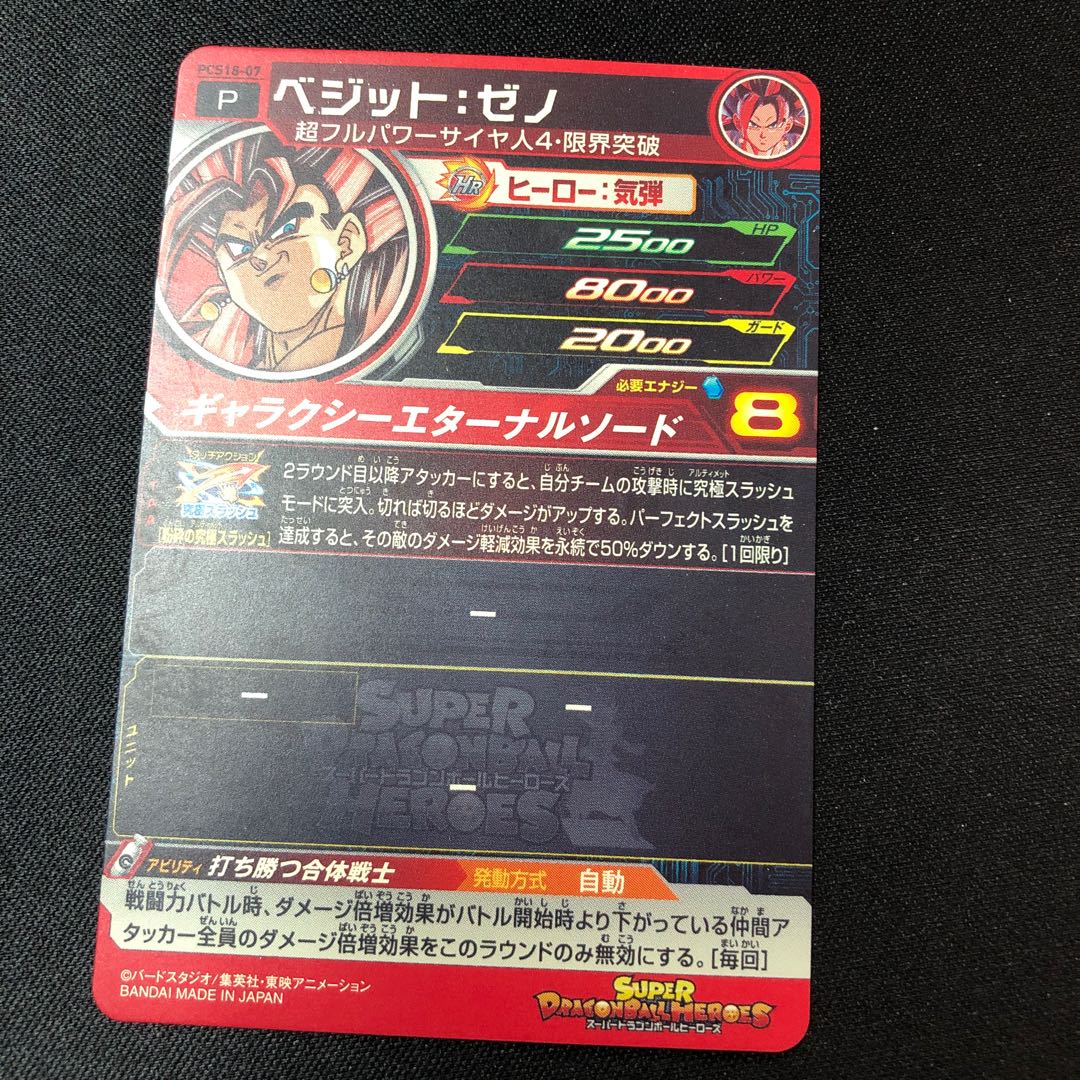 PCS18-07
P
ベジット:ゼノ
超フルパワーサイヤ人4・限界突破
HR
ヒーロー:気弾
HP
2500
パワー
8000
ガード
2000
必要エナジー
8
ギャラクシーエターナルソード
タッチアクション
究極スラッシュ
[粉砕の究極スラッシュ]
2ラウンド目以降アタッカーにすると、自分チームの攻撃時に究極スラッシュ
モードに突入。切れば切るほどダメージがアップする。パーフェクトスラッシュを
達成すると、その敵のダメージ軽減効果を永続で50%ダウンする。[1回限り]
ー
ユニット
ー
ー
ー
SUPER
DRAGONBALL
スーパードラゴンボールヒーローズ
HEROES
アビリティ 打ち勝つ合体戦士
発動方式 自動
戦闘力バトル時、ダメージ倍増効果がバトル開始時より下がっている仲間ア
タッカー全員のダメージ倍増効果をこのラウンドのみ無効にする。[毎回]
©バードスタジオ/集英社・東映アニメーション
BANDAI MADE IN JAPAN
SUPER
DRAGONBALL HEROES
スーパードラゴンボールヒーローズ